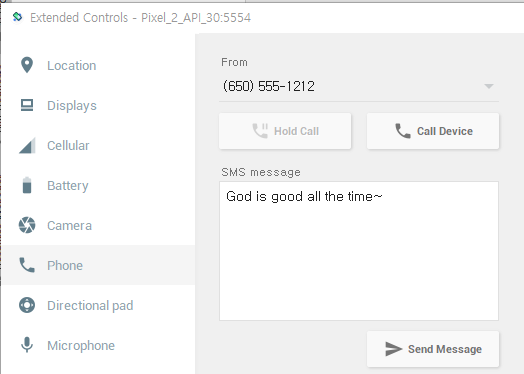 Extended Controls - Pixel_2_API_30:5554
Location
Displays
Cellular
Battery
Camera
Phone
Directional pad
Microphone
From
(650) 555-1212
Hold Call
Call Device
SMS message
God is good all the time~
Send Message